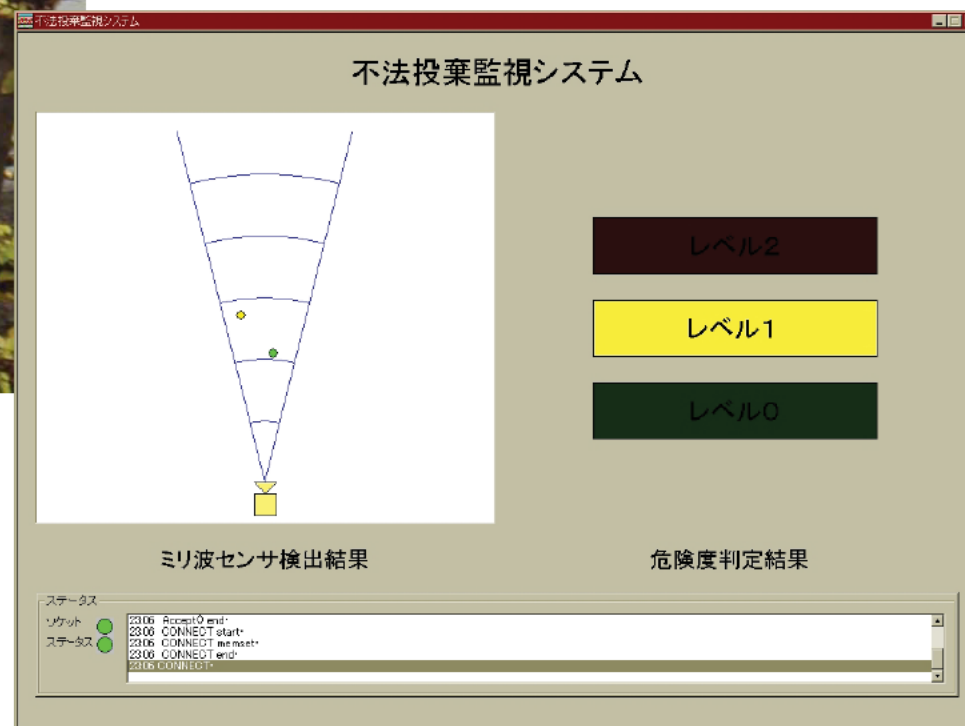 不法投棄監視システム
不法投棄監視システム
レベル2
レベル1
レベル0
ミリ波センサ検出結果
危険度判定結果
ステータス
ソケット
ステータス
23:06 Accept() end・
23:06 CONNECT start・
23:06 CONNECT memset・
23:06 CONNECT end・
23:06 CONNECT・